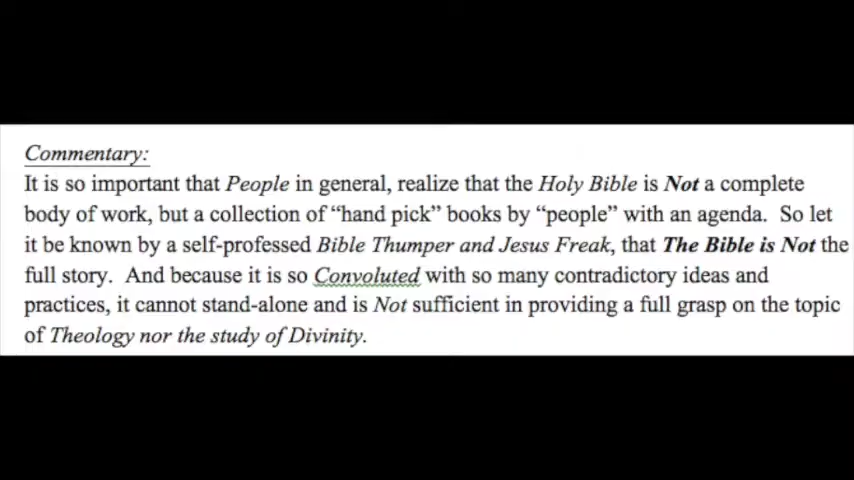 Commentary:
It is so important that People in general, realize that the Holy Bible is Not a complete
body of work, but a collection of “hand pick” books by “people” with an agenda.  So let
it be known by a self-professed Bible Thumper and Jesus Freak, that The Bible is Not the
full story.  And because it is so Convoluted with so many contradictory ideas and
practices, it cannot stand-alone and is Not sufficient in providing a full grasp on the topic
of Theology nor the study of Divinity.